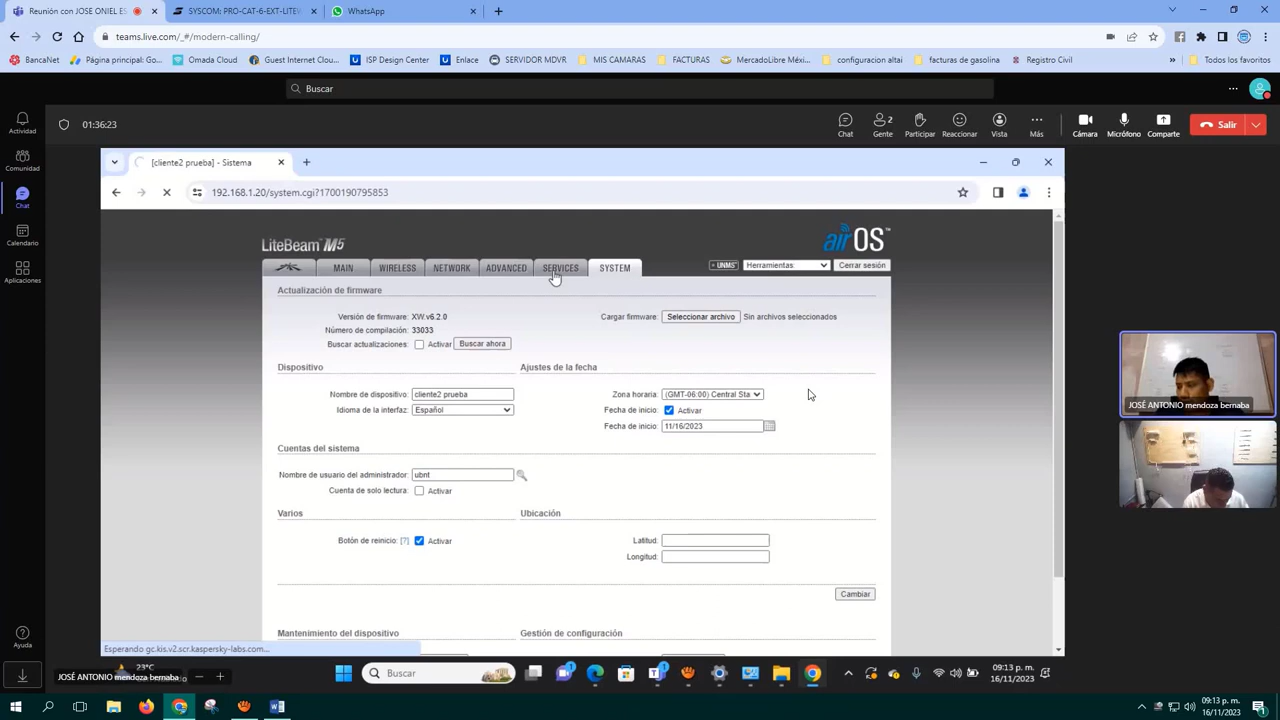 Reunión con JOSE ONIEL ES
SYSCOM: PRO-CAT-6-EXT-LITEW
WhatsApp
teams.live.com/_#/modern-calling/
BancaNet
Página principal: Go...
Omada Cloud
Guest Internet Clou...
ISP Design Center
Enlace
SERVIDOR MDVR
MIS CAMARAS
FACTURAS
MercadoLibre Méxi...
configuracion altai
facturas de gasolina
Registro Civil
Todos los favoritos
Buscar
Actividad
Comunidad
Chat
Calendario
Aplicaciones
Ayuda
01:36:23
Chat
2
Gente
Participar
Reaccionar
Vista
Más
Cámara
Micrófono
Comparte
Salir
[cliente2 prueba] - Sistema
192.168.1.20/system.cgi?1700190795853
LiteBeam M5
airOS™
MAIN
WIRELESS
NETWORK
ADVANCED
SERVICES
SYSTEM
UNMS
Herramientas:
Cerrar sesión
Actualización de firmware
Versión de firmware: XW.v6.2.0
Número de compilación: 33033
Buscar actualizaciones: Activar Buscar ahora
Cargar firmware: Seleccionar archivo Sin archivos seleccionados
Dispositivo
Nombre de dispositivo: cliente2 prueba
Idioma de la interfaz: Español
Ajustes de la fecha
Zona horaria: (GMT-06:00) Central Sta
Fecha de inicio: Activar
Fecha de inicio: 11/16/2023
Cuentas del sistema
Nombre de usuario del administrador: ubnt
Cuenta de solo lectura: Activar
Varios
Botón de reinicio: [?] Activar
Ubicación
Latitud:
Longitud:
Cambiar
Mantenimiento del dispositivo
Gestión de configuración
Esperando gc.kis.v2.scr.kaspersky-labs.com...
JOSÉ ANTONIO mendoza bernaba
23°C
JOSÉ ANTONIO mendoza bernaba
Buscar
09:13 p. m.
16/11/2023
09:13 p. m.
16/11/2023